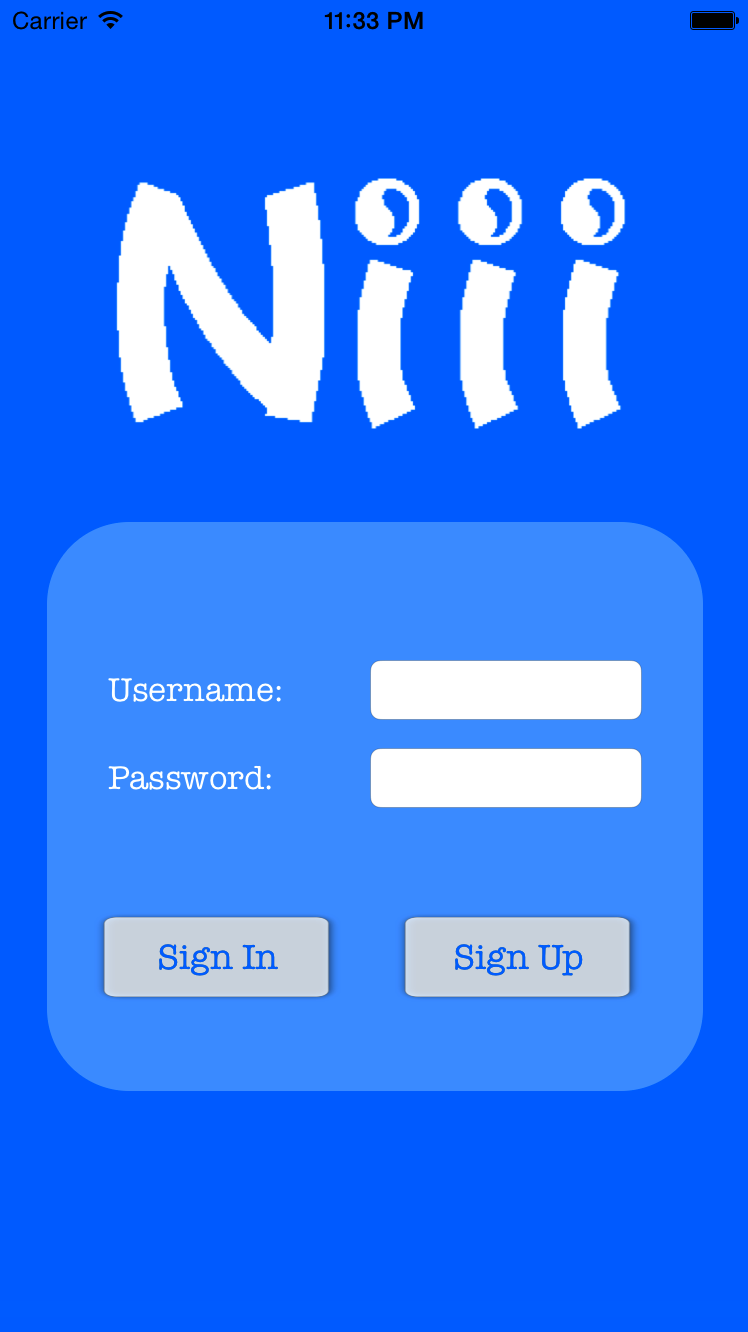 Carrier 11:33 PM
Niii
Username:
Password:
Sign In Sign Up